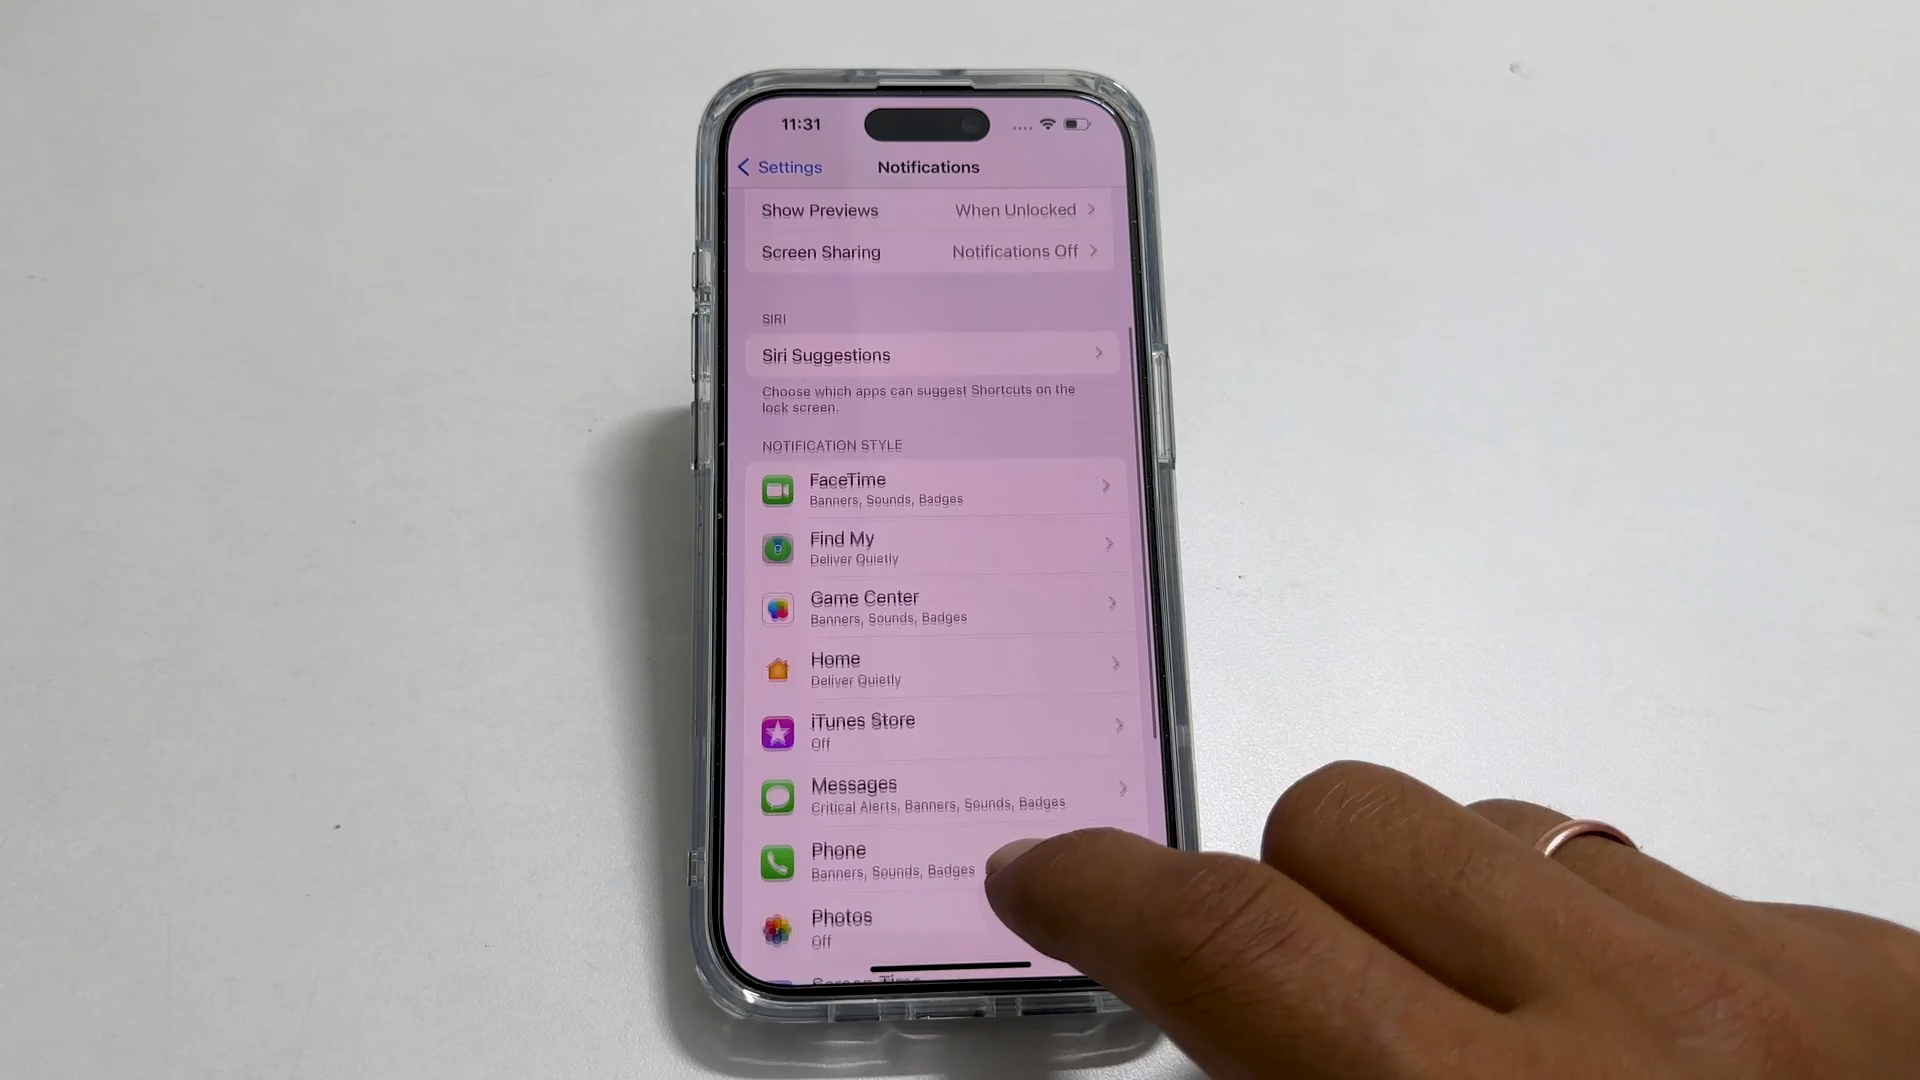 11:31
Settings
Notifications
Show Previews When Unlocked
Screen Sharing Notifications Off
SIRI
Siri Suggestions
Choose which apps can suggest Shortcuts on the
lock screen.
NOTIFICATION STYLE
FaceTime
Banners, Sounds, Badges
Find My
Deliver Quietly
Game Center
Banners, Sounds, Badges
Home
Deliver Quietly
iTunes Store
Off
Messages
Critical Alerts, Banners, Sounds, Badges
Phone
Banners, Sounds, Badges
Photos
Off
Screen Time